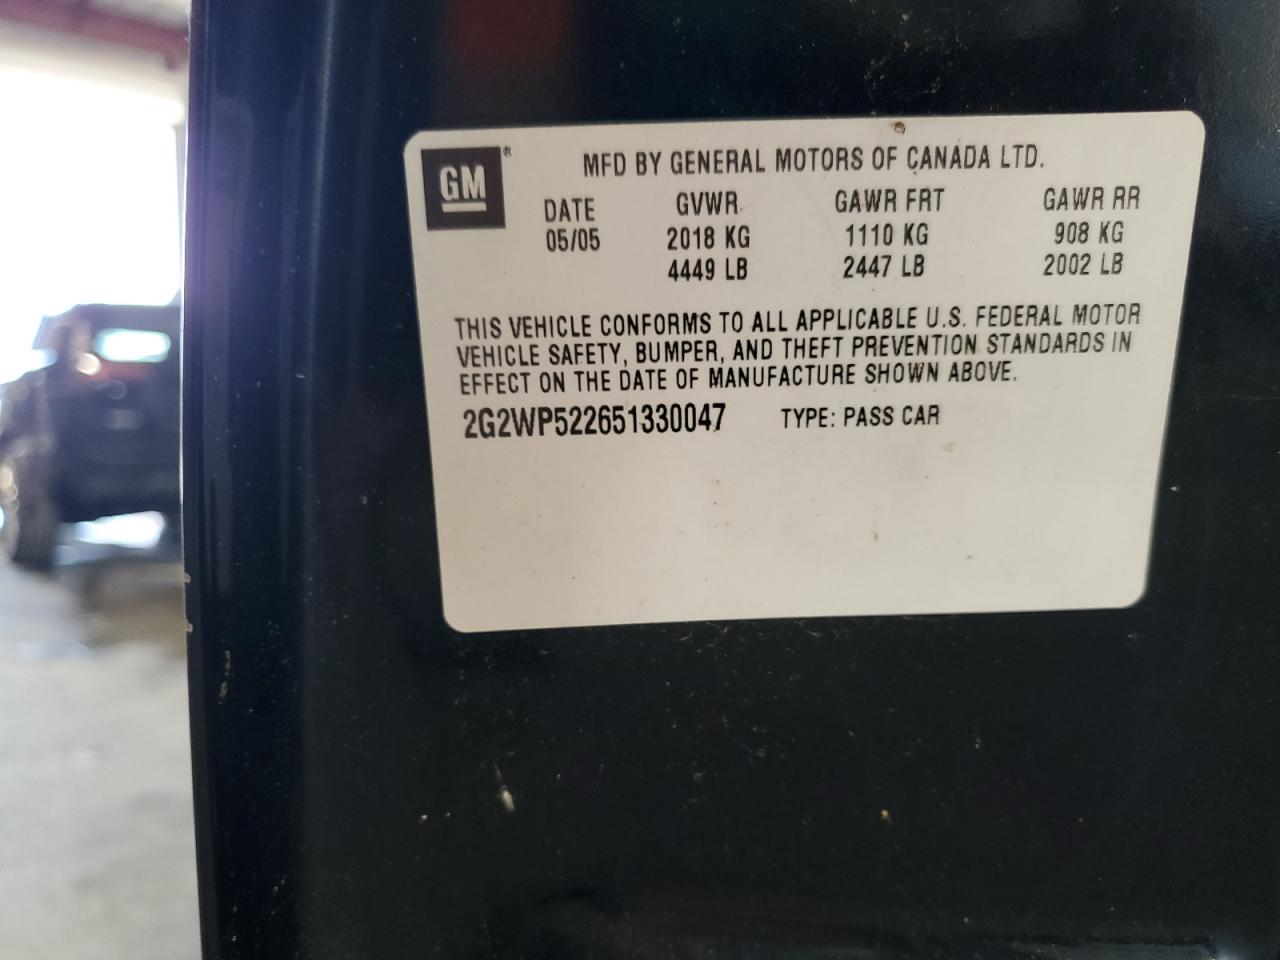 GM®
MFD BY GENERAL MOTORS OF CANADA LTD.
DATE GVWR GAWR FRT GAWR RR
05/05 2018 KG 1110 KG 908 KG
4449 LB 2447 LB 2002 LB
THIS VEHICLE CONFORMS TO ALL APPLICABLE U.S. FEDERAL MOTOR
VEHICLE SAFETY, BUMPER, AND THEFT PREVENTION STANDARDS IN
EFFECT ON THE DATE OF MANUFACTURE SHOWN ABOVE.
2G2WP522651330047 TYPE: PASS CAR